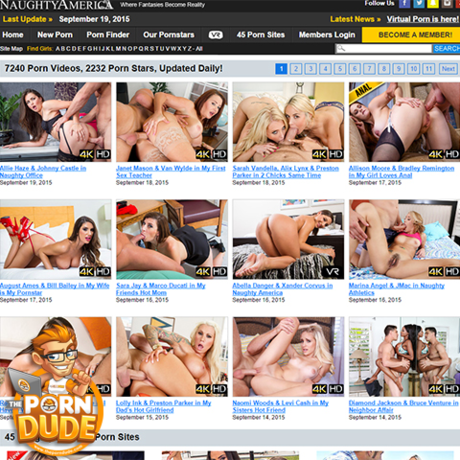 NAUGHTYAMERICA Where Fantasies Become Reality
Follow Us
Last Update » September 19, 2015
Latest News » Virtual Porn is here!
Home New Porn Porn Finder Our Pornstars VR 45 Porn Sites Members Login BECOME A MEMBER!
Site Map Find Girls: A B C D E F G H I J K L M N O P Q R S T U V W X Y Z - All SEARCH
7240 Porn Videos, 2232 Porn Stars, Updated Daily!
1 2 3 4 5 6 7 8 9 10 11 Next
4K HD
4K HD
4K HD
ANAL
4K HD
Allie Haze & Johnny Castle in
Naughty Office
September 19, 2015
Janet Mason & Van Wylde in My First
Sex Teacher
September 18, 2015
Sarah Vandella, Alix Lynx & Preston
Parker in 2 Chicks Same Time
September 18, 2015
Allison Moore & Bradley Remington
in My Girl Loves Anal
September 17, 2015
4K HD
4K HD
VR
4K HD
August Ames & Bill Bailey in My Wife
is My Pornstar
September 17, 2015
Sara Jay & Marco Ducati in My
Friends Hot Mom
September 16, 2015
Abella Danger & Xander Corvus in
Naughty America
September 16, 2015
Marina Angel & JMac in Naughty
Athletics
September 16, 2015
4K HD
4K HD
4K HD
Lolly Ink & Preston Parker in My
Dad's Hot Girlfriend
September 15, 2015
Naomi Woods & Levi Cash in My
Sisters Hot Friend
September 14, 2015
Diamond Jackson & Bruce Venture in
Neighbor Affair
September 14, 2015
THE
PORN
DUDE
45
Porn Sites